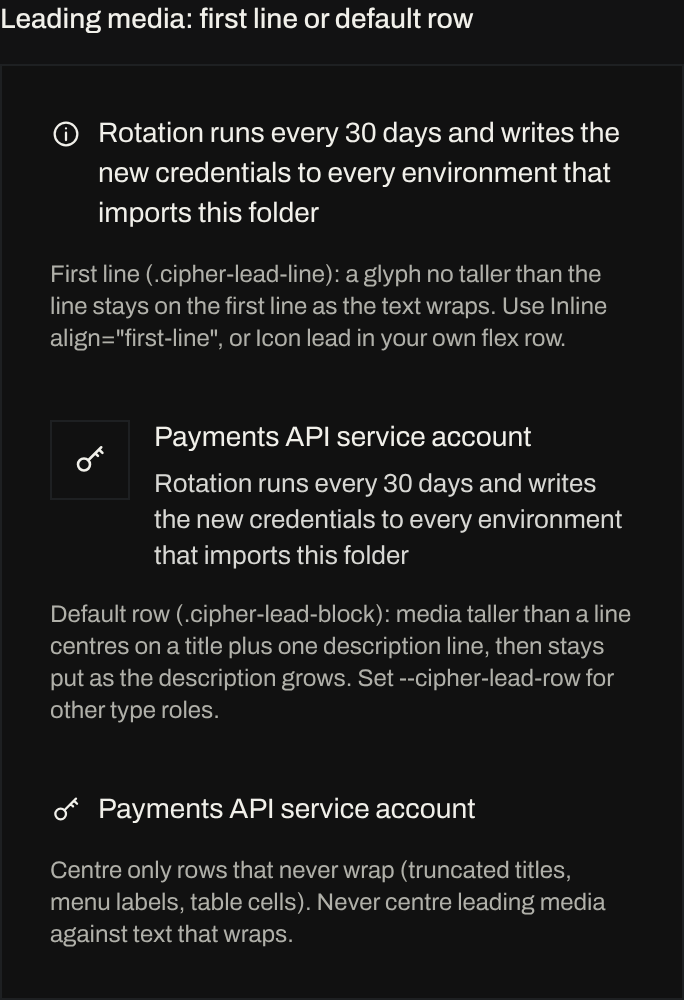 Leading media: first line or default row
Rotation runs every 30 days and writes the
new credentials to every environment that
imports this folder
First line (.cipher-lead-line): a glyph no taller than the
line stays on the first line as the text wraps. Use Inline
align="first-line", or Icon lead in your own flex row.
Payments API service account
Rotation runs every 30 days and writes
the new credentials to every environment
that imports this folder
Default row (.cipher-lead-block): media taller than a line
centres on a title plus one description line, then stays
put as the description grows. Set --cipher-lead-row for
other type roles.
Payments API service account
Centre only rows that never wrap (truncated titles,
menu labels, table cells). Never centre leading media
against text that wraps.